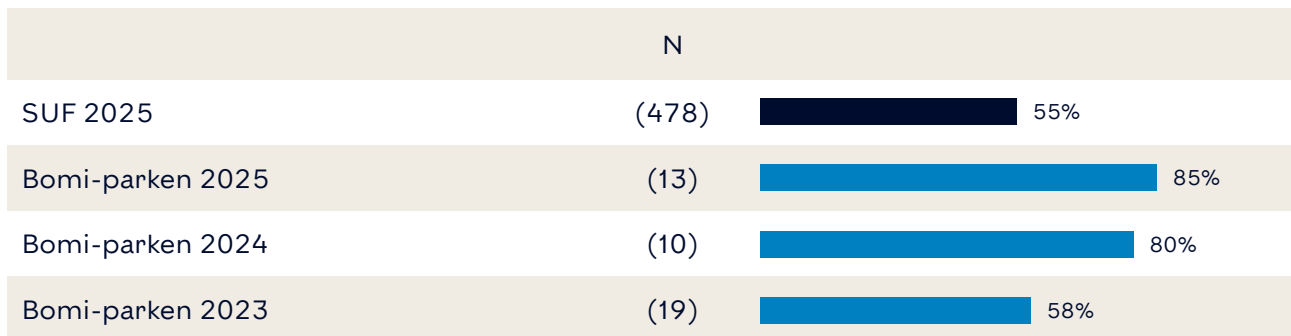 N
SUF 2025 (478) 55%
Bomi-parken 2025 (13) 85%
Bomi-parken 2024 (10) 80%
Bomi-parken 2023 (19) 58%